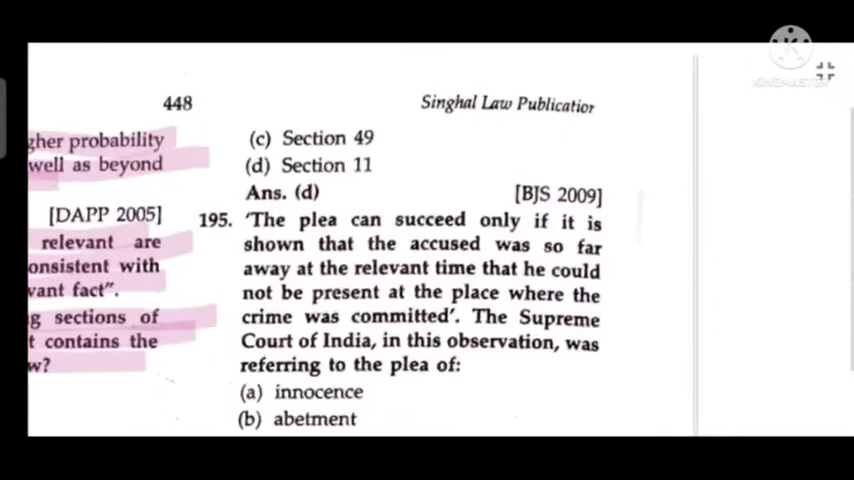 KINEMASTER
448
Singhal Law Publication
gher probability
well as beyond
[DAPP 2005]
relevant are
onsistent with
vant fact".
g sections of
t contains the
w?
(c) Section 49
(d) Section 11
Ans. (d) [BJS 2009]
195. 'The plea can succeed only if it is
shown that the accused was so far
away at the relevant time that he could
not be present at the place where the
crime was committed'. The Supreme
Court of India, in this observation, was
referring to the plea of:
(a) innocence
(b) abetment